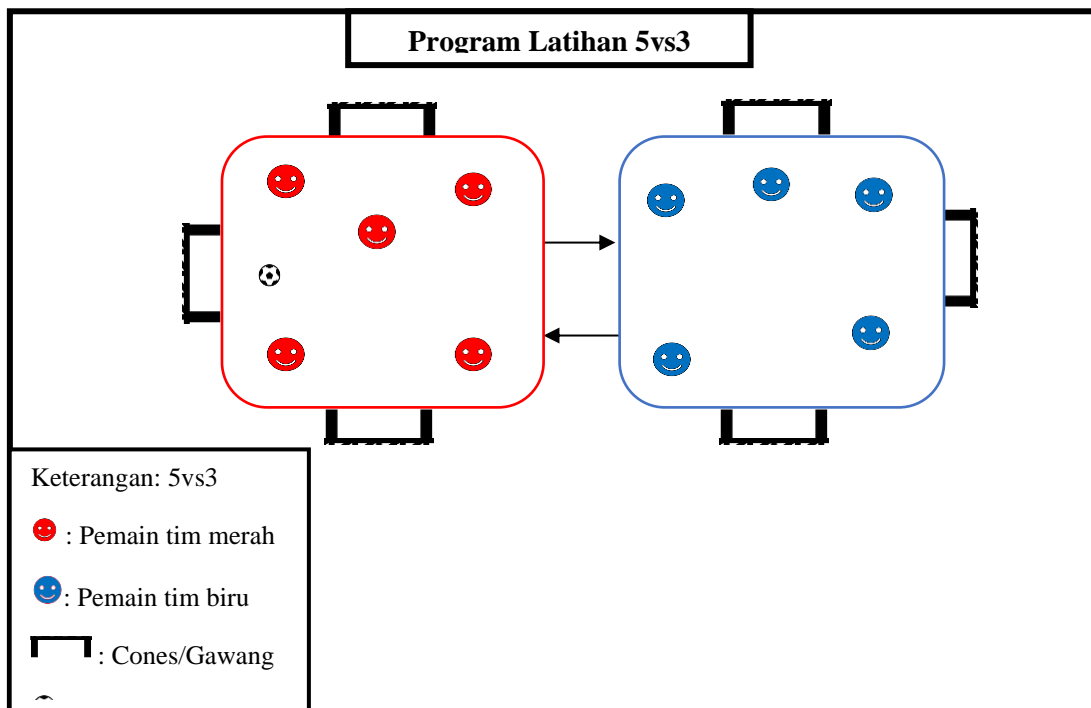 Program Latihan 5vs3
Keterangan: 5vs3
: Pemain tim merah
: Pemain tim biru
: Cones/Gawang